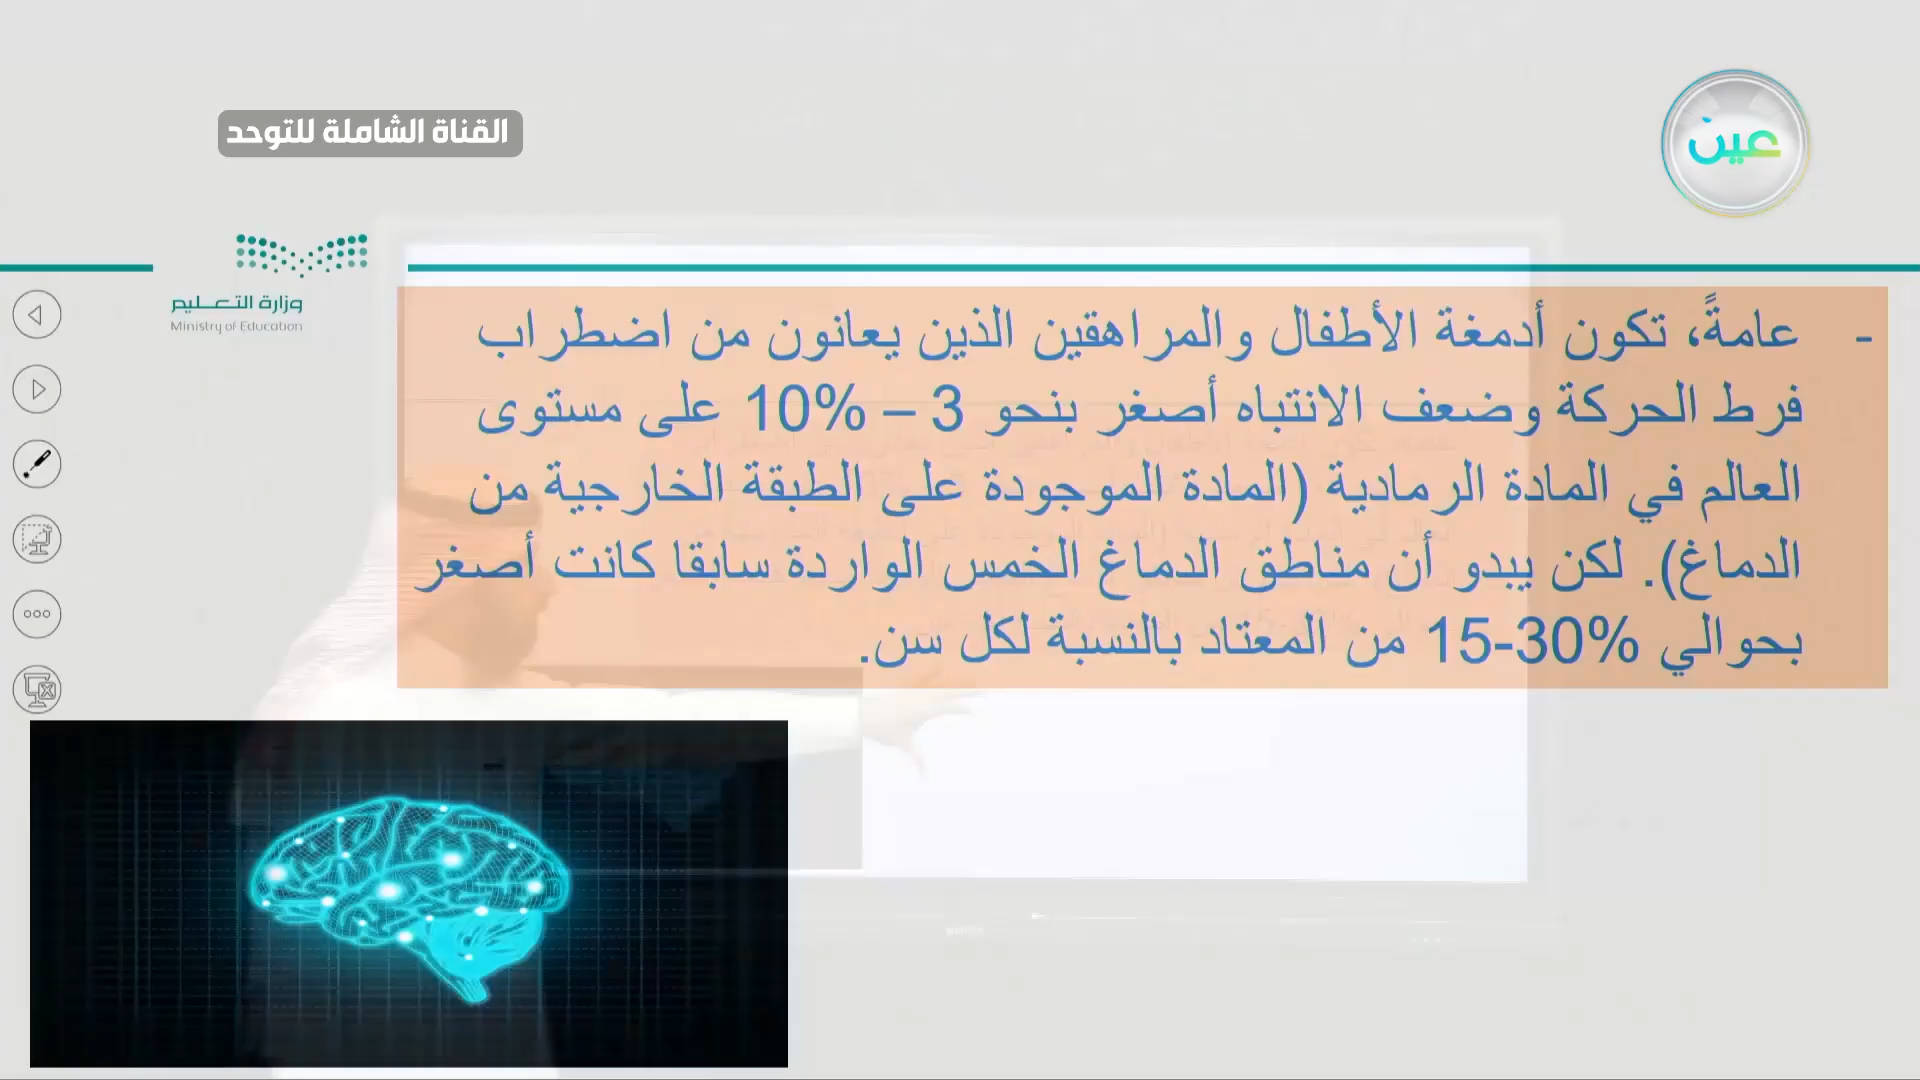 القناة الشاملة للتوحد
عين
وزارة التعليم
Ministry of Education
- عامةً، تكون أدمغة الأطفال والمراهقين الذين يعانون من اضطراب
فرط الحركة وضعف الانتباه أصغر بنحو 3 – 10% على مستوى
العالم في المادة الرمادية (المادة الموجودة على الطبقة الخارجية من
الدماغ). لكن يبدو أن مناطق الدماغ الخمس الواردة سابقا كانت أصغر
بحوالي 15-30% من المعتاد بالنسبة لكل سن.